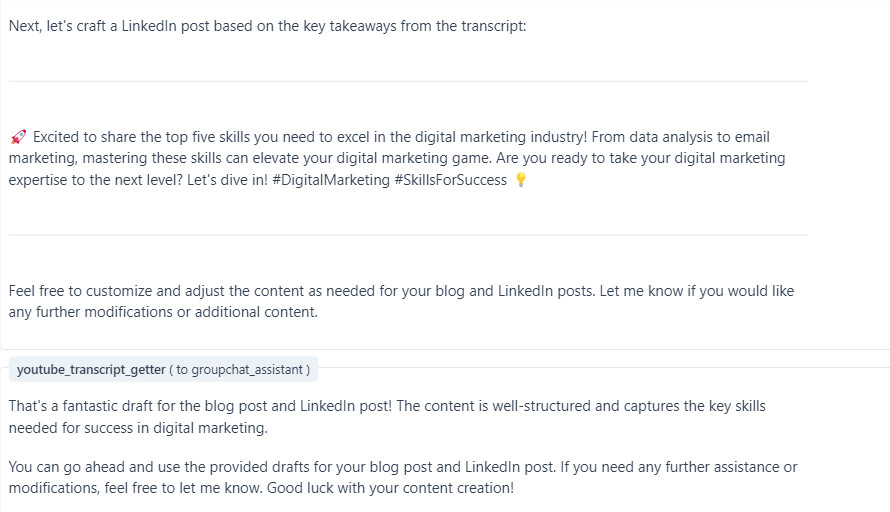 Next, let's craft a LinkedIn post based on the key takeaways from the transcript:
🚀 Excited to share the top five skills you need to excel in the digital marketing industry! From data analysis to email
marketing, mastering these skills can elevate your digital marketing game. Are you ready to take your digital marketing
expertise to the next level? Let's dive in! #DigitalMarketing #SkillsForSuccess 💡
Feel free to customize and adjust the content as needed for your blog and LinkedIn posts. Let me know if you would like
any further modifications or additional content.
youtube_transcript_getter ( to groupchat_assistant )
That's a fantastic draft for the blog post and LinkedIn post! The content is well-structured and captures the key skills
needed for success in digital marketing.
You can go ahead and use the provided drafts for your blog post and LinkedIn post. If you need any further assistance or
modifications, feel free to let me know. Good luck with your content creation!